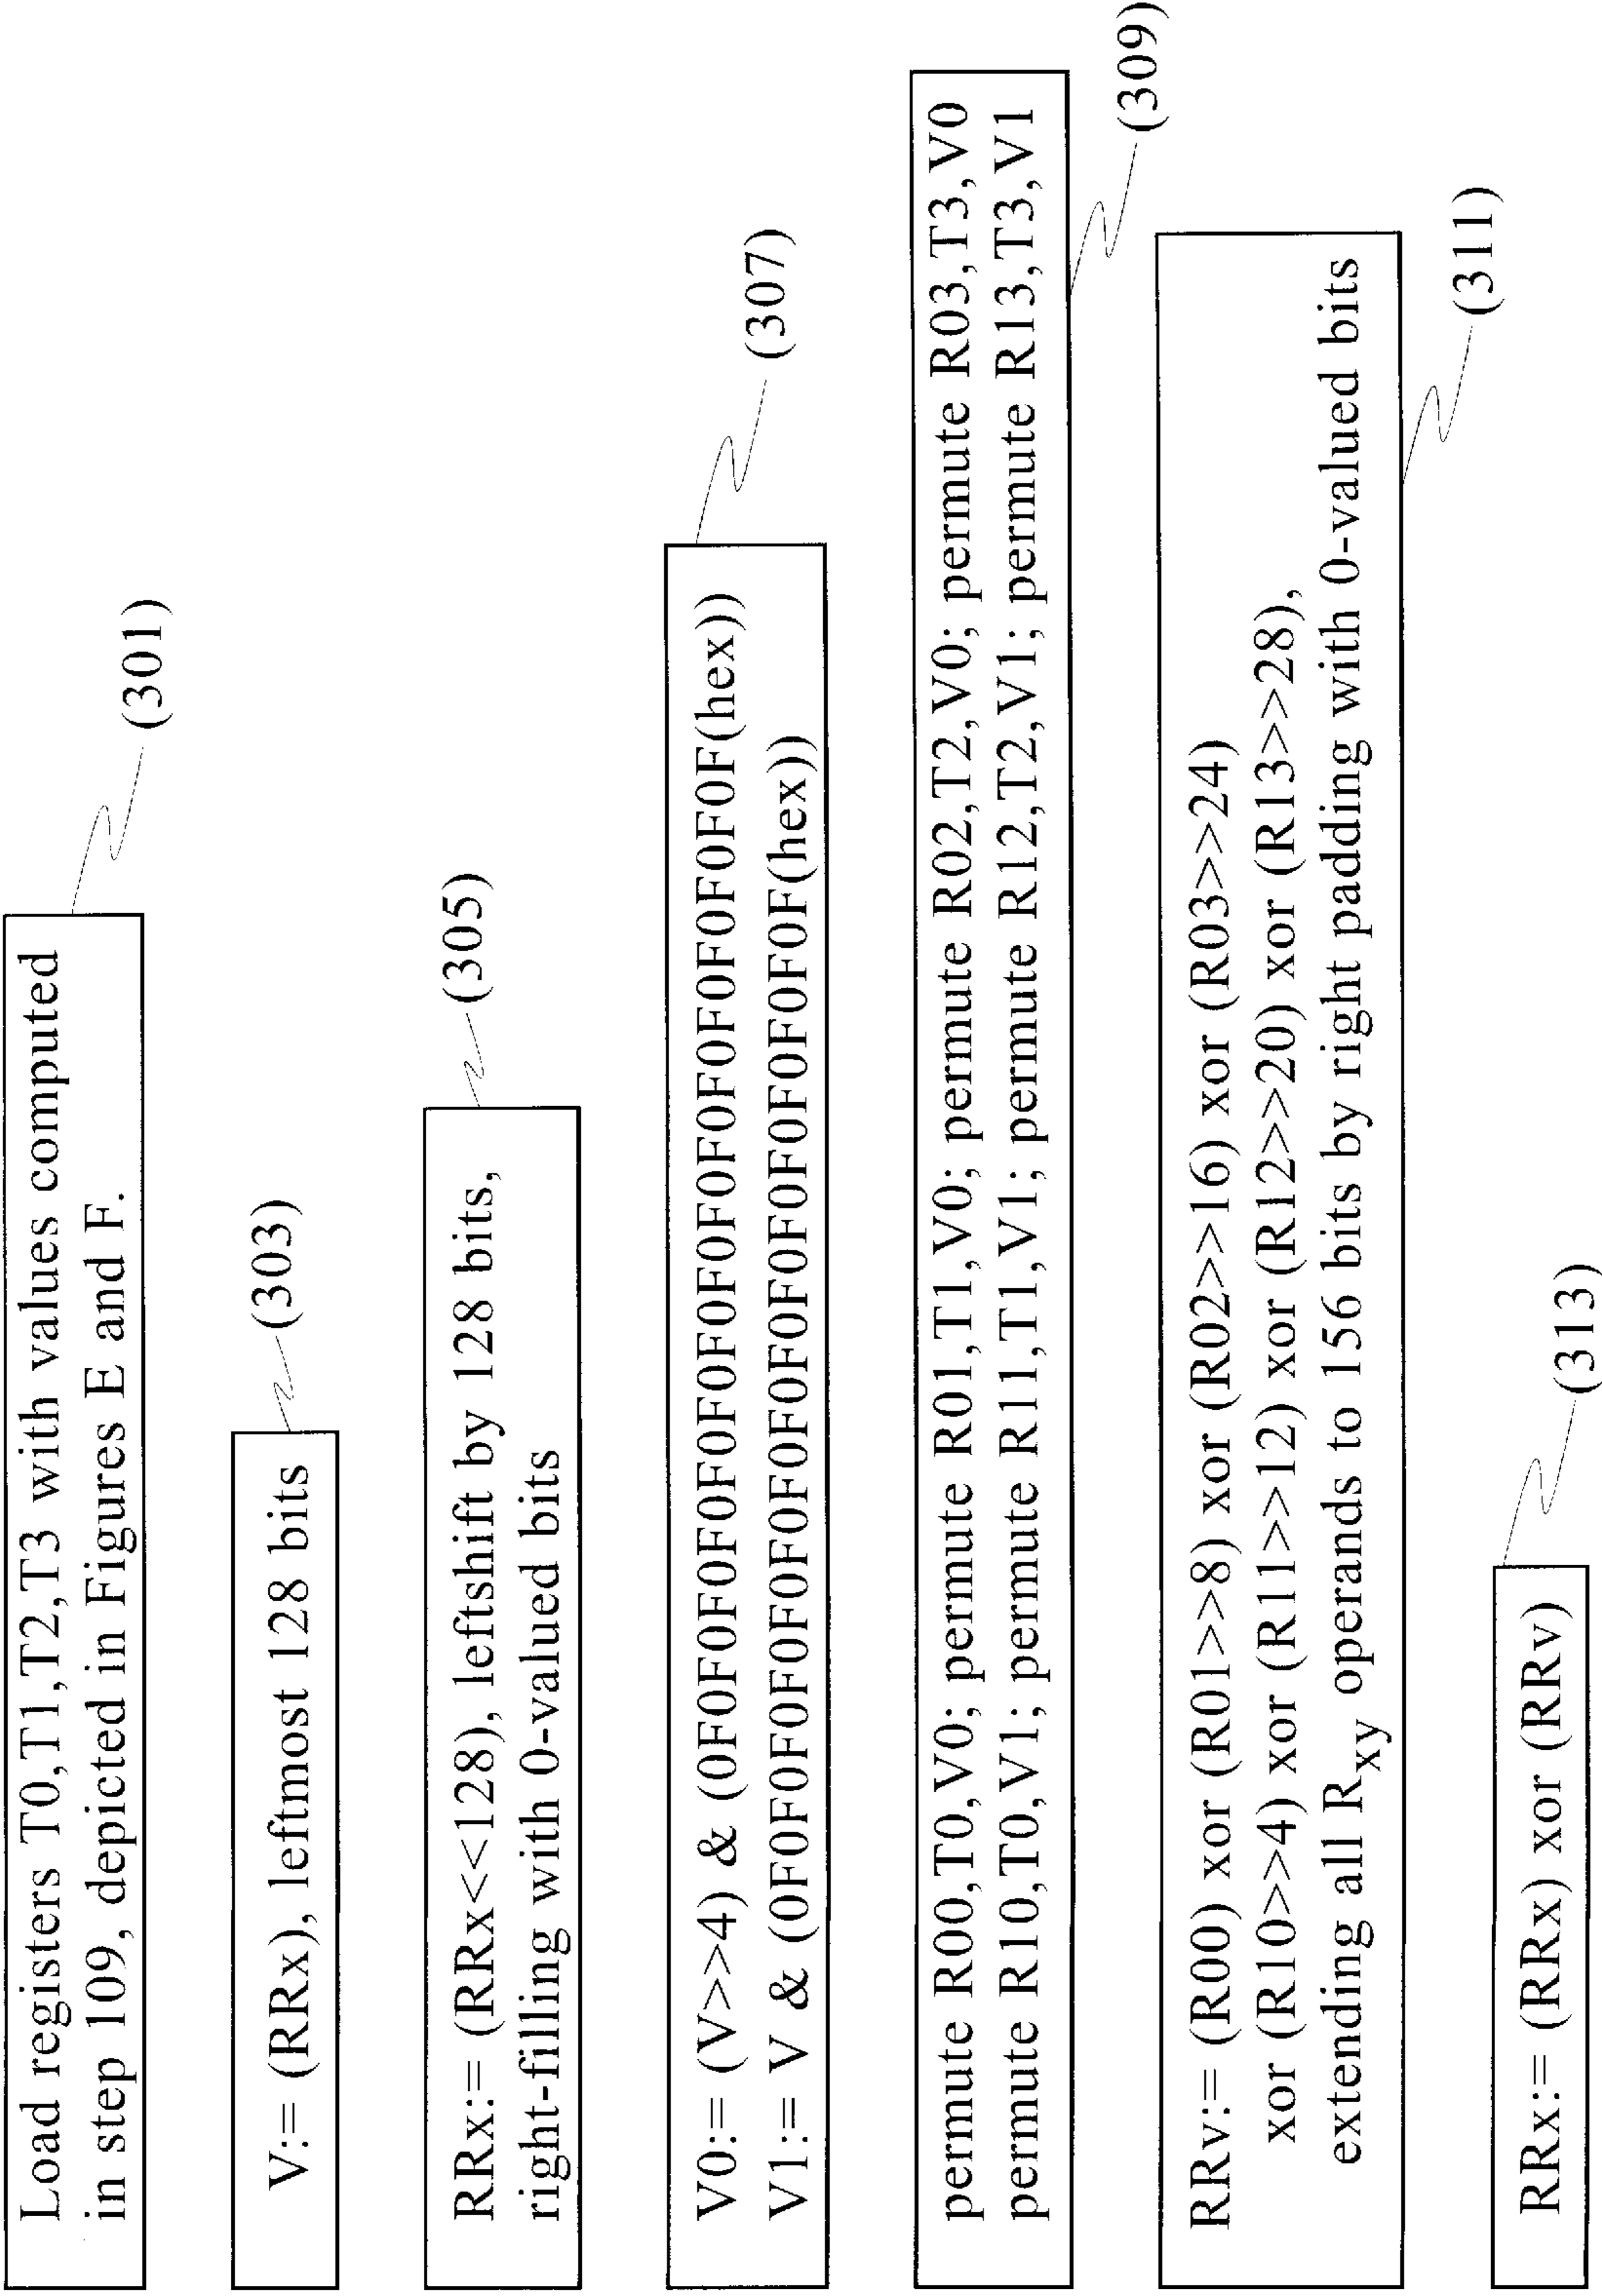 Load registers T0,T1,T2,T3 with values computed
in step 109, depicted in Figures E and F.
(301)
V:= (RRx), leftmost 128 bits
(303)
RRx:= (RRx<<128), leftshift by 128 bits,
right-filling with 0-valued bits
(305)
V0:= (V>>4) & (0F0F0F0F0F0F0F0F0F0F0F0F0F0F0F0F(hex))
V1:= V & (0F0F0F0F0F0F0F0F0F0F0F0F0F0F0F0F(hex))
(307)
permute R00,T0,V0; permute R01,T1,V0; permute R02,T2,V0; permute R03,T3,V0
permute R10,T0,V1; permute R11,T1,V1; permute R12,T2,V1; permute R13,T3,V1
(309)
RRv:= (R00) xor (R01>>8) xor (R02>>16) xor (R03>>24)
xor (R10>>4) xor (R11>>12) xor (R12>>20) xor (R13>>28),
extending all Rxy operands to 156 bits by right padding with 0-valued bits
(311)
RRx:= (RRx) xor (RRv)
(313)